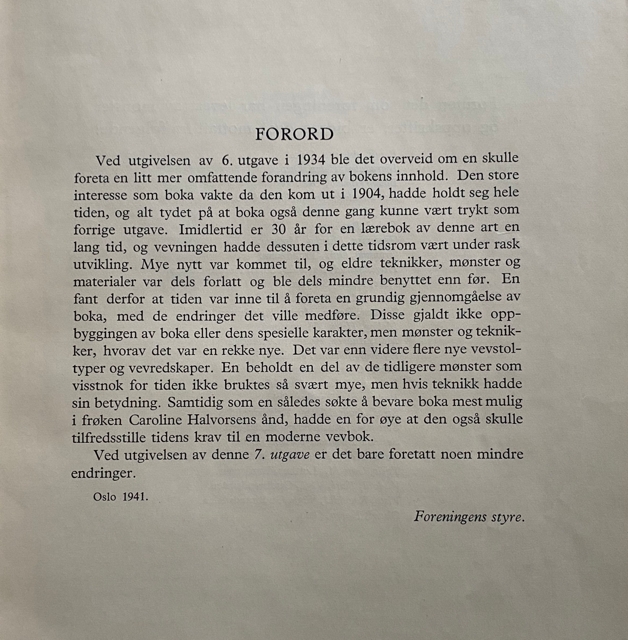 FORORD
Ved utgivelsen av 6. utgave i 1934 ble det overveid om en skulle
foreta en litt mer omfattende forandring av bokens innhold. Den store
interesse som boka vakte da den kom ut i 1904, hadde holdt seg hele
tiden, og alt tydet på at boka også denne gang kunne vært trykt som
forrige utgave. Imidlertid er 30 år for en lærebok av denne art en
lang tid, og vevningen hadde dessuten i dette tidsrom vært under rask
utvikling. Mye nytt var kommet til, og eldre teknikker, mønster og
materialer var dels forlatt og ble dels mindre benyttet enn før. En
fant derfor at tiden var inne til å foreta en grundig gjennomgåelse av
boka, med de endringer det ville medføre. Disse gjaldt ikke opp-
byggingen av boka eller dens spesielle karakter, men mønster og teknik-
ker, hvorav det var en rekke nye. Det var enn videre flere nye vevstol-
typer og vevredskaper. En beholdt en del av de tidligere mønster som
visstnok for tiden ikke bruktes så svært mye, men hvis teknikk hadde
sin betydning. Samtidig som en således søkte å bevare boka mest mulig
i frøken Caroline Halvorsens ånd, hadde en for øye at den også skulle
tilfredsstille tidens krav til en moderne vevbok.
Ved utgivelsen av denne 7. utgave er det bare foretatt noen mindre
endringer.
Oslo 1941.
Foreningens styre.